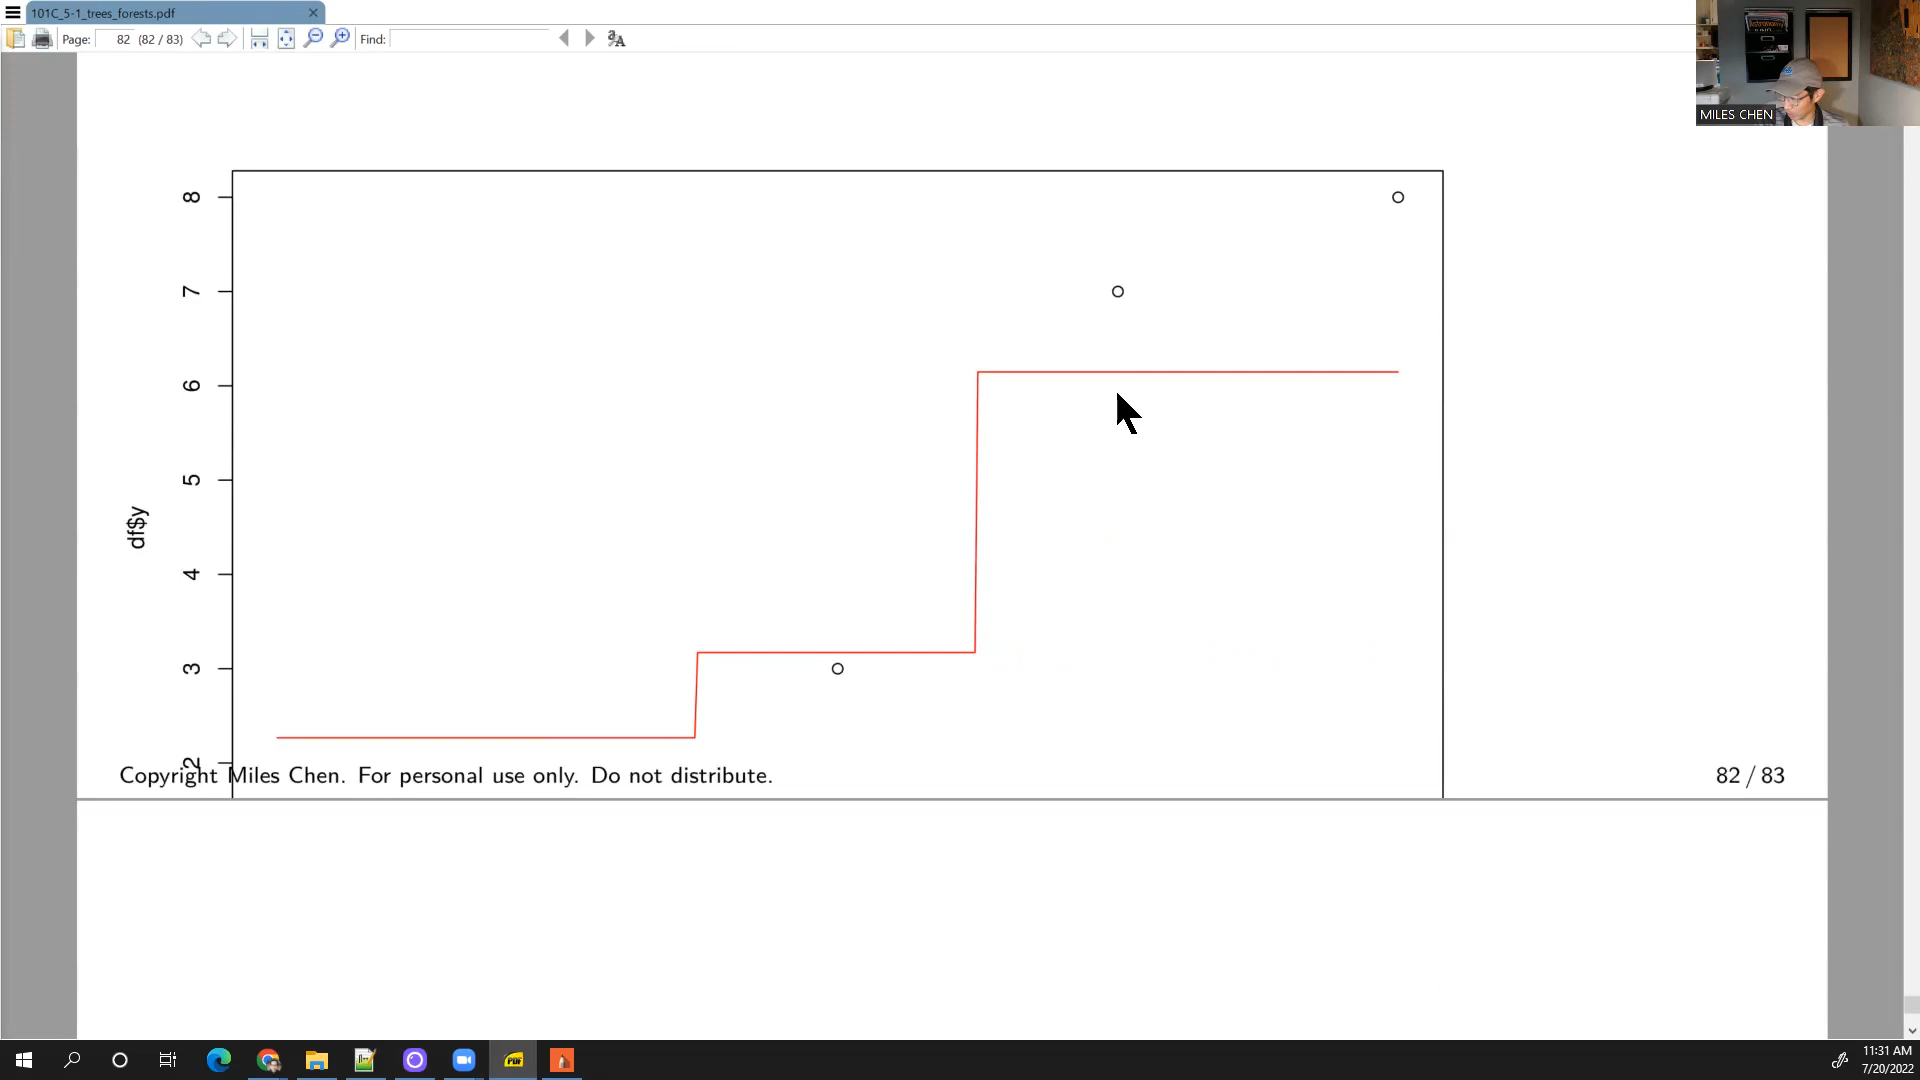 101C_5-1_trees_forests.pdf
Page: 82 (82 / 83) Find:
MILES CHEN
8
7
6
5
4
3
2
df$y
Copyright Miles Chen. For personal use only. Do not distribute.
82 / 83
PDF
11:31 AM
7/20/2022